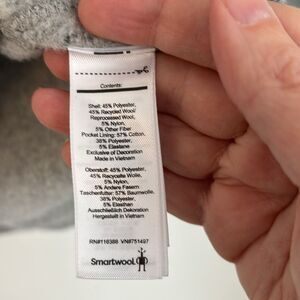 Contents:
Shell: 45% Polyester,
45% Recycled Wool/
Reprocessed Wool,
5% Nylon,
5% Other Fiber
Pocket Lining: 57% Cotton,
38% Polyester,
5% Elastane
Exclusive of Decoration
Made in Vietnam
Oberstoff: 45% Polyester,
45% Recycelte Wolle,
5% Nylon,
5% Andere Fasern
Taschenfutter: 57% Baumwolle,
38% Polyester,
5% Elasthan
Ausschließlich Dekoration
Hergestellt in Vietnam
RN#116388 VN#751497
Smartwool